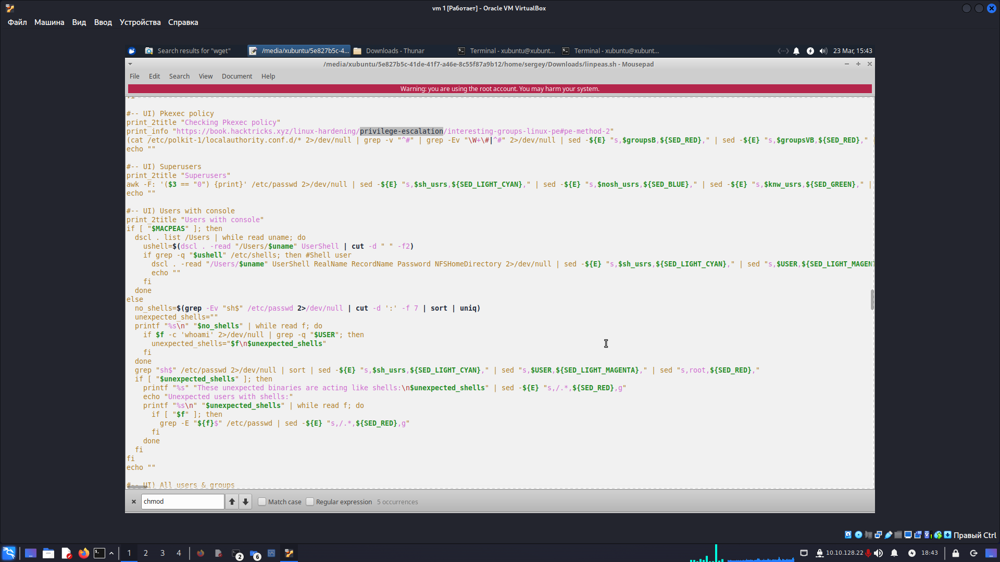 vm 1 [Работает] - Oracle VM VirtualBox
Файл Машина Вид Ввод Устройства Справка
Search results for "wget" /media/xubuntu/5e827b5c-4... Downloads - Thunar Terminal - xubuntu@xubunt... Terminal - xubuntu@xubunt... 23 Mar, 15:43
/media/xubuntu/5e827b5c-41de-41f7-a46e-8c55f87a9b12/home/sergey/Downloads/linpeas.sh - Mousepad
File Edit Search View Document Help
Warning: you are using the root account. You may harm your system.
#-- UI) Pkexec policy
print_2title "Checking Pkexec policy"
print_info "https://book.hacktricks.xyz/linux-hardening/privilege-escalation/interesting-groups-linux-pe#pe-method-2"
(cat /etc/polkit-1/localauthority.conf.d/* 2>/dev/null | grep -v "^#" | grep -Ev "\W+\#|^#" 2>/dev/null | sed -${E} "s,$groupsB,${SED_RED}," | sed -${E} "s,$groupsVB,${SED_RED},"
echo ""
#-- UI) Superusers
print_2title "Superusers"
awk -F: '($3 == "0") {print}' /etc/passwd 2>/dev/null | sed -${E} "s,$sh_usrs,${SED_LIGHT_CYAN}," | sed -${E} "s,$nosh_usrs,${SED_BLUE}," | sed -${E} "s,$knw_usrs,${SED_GREEN}," |
echo ""
#-- UI) Users with console
print_2title "Users with console"
if [ "$MACPEAS" ]; then
dscl . list /Users | while read uname; do
ushell=$(dscl . -read "/Users/$uname" UserShell | cut -d " " -f2)
if grep -q "$ushell" /etc/shells; then #Shell user
dscl . -read "/Users/$uname" UserShell RealName RecordName Password NFSHomeDirectory 2>/dev/null | sed -${E} "s,$sh_usrs,${SED_LIGHT_CYAN}," | sed "s,$USER,${SED_LIGHT_MAGENT
echo ""
fi
done
else
no_shells=$(grep -Ev "sh$" /etc/passwd 2>/dev/null | cut -d ':' -f 7 | sort | uniq)
unexpected_shells=""
printf "%s\n" "$no_shells" | while read f; do
if $f -c 'whoami' 2>/dev/null | grep -q "$USER"; then
unexpected_shells="$f\n$unexpected_shells"
fi
done
grep "sh$" /etc/passwd 2>/dev/null | sort | sed -${E} "s,$sh_usrs,${SED_LIGHT_CYAN}," | sed "s,$USER,${SED_LIGHT_MAGENTA}," | sed "s,root,${SED_RED},"
if [ "$unexpected_shells" ]; then
printf "%s" "These unexpected binaries are acting like shells:\n$unexpected_shells" | sed -${E} "s,/.*,${SED_RED},g"
echo "Unexpected users with shells:"
printf "%s\n" "$unexpected_shells" | while read f; do
if [ "$f" ]; then
grep -E "${f}$" /etc/passwd | sed -${E} "s,/.*,${SED_RED},g"
fi
done
fi
fi
echo ""
#-- UI) All users & groups
chmod Match case Regular expression 5 occurrences
Правый Ctrl
1 2 3 4 2 6 10.10.128.22 18:43